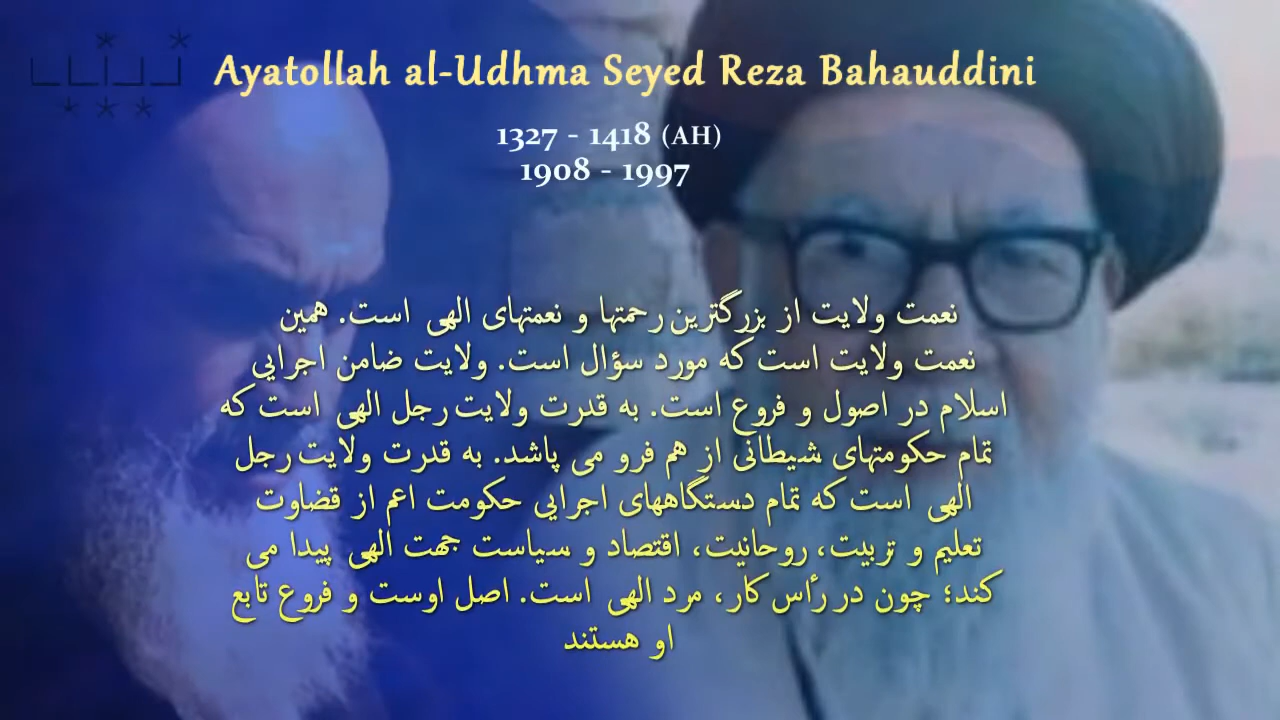 Ayatollah al-Udhma Seyed Reza Bahauddini
1327 - 1418 (AH)
1908 - 1997
نعمت ولایت از بزرگترین رحمتها و نعمتهای الهی است. همین
نعمت ولایت است که مورد سؤال است. ولایت ضامن اجرایی
اسلام در اصول و فروع است. به قدرت ولایت رجل الهی است که
تمام حکومتهای شیطانی از هم فرو می پاشد. به قدرت ولایت رجل
الهی است که تمام دستگاههای اجرایی حکومت اعم از قضاوت
تعلیم و تربیت، روحانیت، اقتصاد و سیاست جهت الهی پیدا می
کند؛ چون در رأس کار، مرد الهی است. اصل اوست و فروع تابع
او هستند